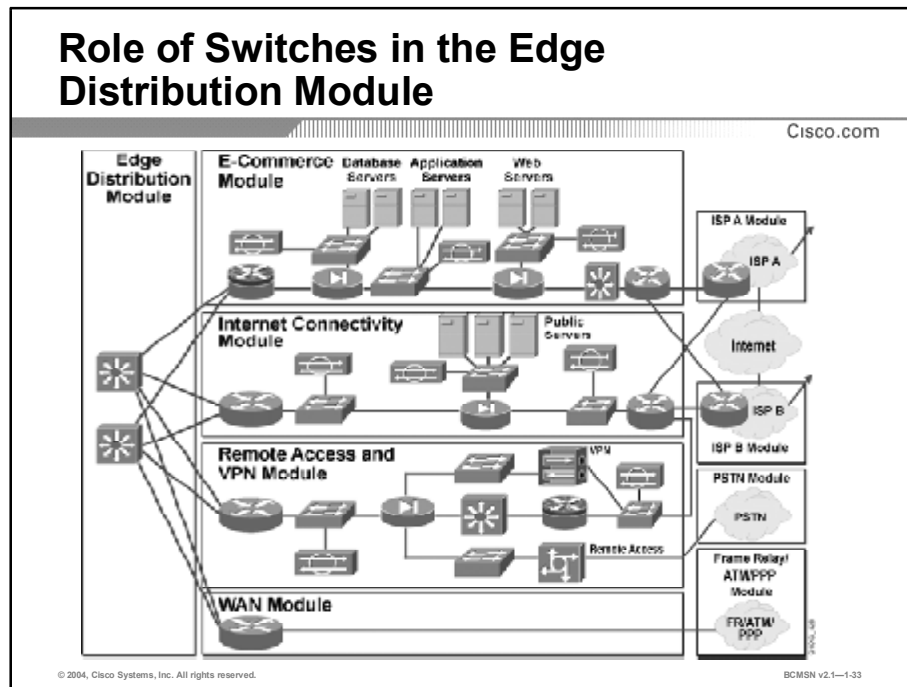 Role of Switches in the Edge
Distribution Module
Cisco.com
Edge
Distribution
Module
E-Commerce
Module
Database
Servers
Application
Servers
Web
Servers
ISP A Module
ISP A
Internet Connectivity
Module
Public
Servers
Internet
ISP B
ISP B Module
Remote Access and
VPN Module
VPN
Remote Access
PSTN Module
PSTN
WAN Module
Frame Relay/
ATM/PPP
Module
FR/ATM/
PPP
© 2004, Cisco Systems, Inc. All rights reserved.
BCMSN v2.1—1-33